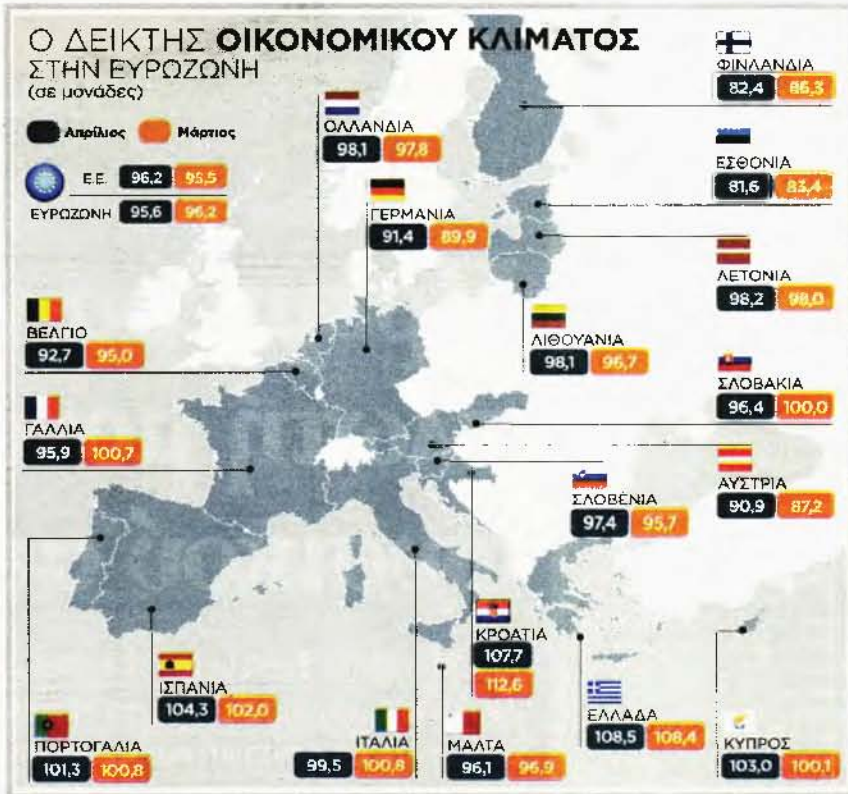 Ο ΔΕΙΚΤΗΣ ΟΙΚΟΝΟΜΙΚΟΥ ΚΛΙΜΑΤΟΣ
ΣΤΗΝ ΕΥΡΩΖΩΝΗ
(σε μονάδες)
Απρίλιος Μάρτιος
Ε.Ε. 96,2 95,5
ΕΥΡΩΖΩΝΗ 95,6 96,2
ΟΛΛΑΝΔΙΑ
98,1 97,8
ΓΕΡΜΑΝΙΑ
91,4 89,9
ΦΙΝΛΑΝΔΙΑ
82,4 86,3
ΕΣΘΟΝΙΑ
81,6 83,4
ΛΕΤΟΝΙΑ
98,2 98,0
ΛΙΘΟΥΑΝΙΑ
98,1 96,7
ΒΕΛΓΙΟ
92,7 95,0
ΓΑΛΛΙΑ
95,9 100,7
ΣΛΟΒΑΚΙΑ
96,4 100,0
ΑΥΣΤΡΙΑ
90,9 87,2
ΣΛΟΒΕΝΙΑ
97,4 95,7
ΚΡΟΑΤΙΑ
107,7
112,6
ΙΣΠΑΝΙΑ
104,3 102,0
ΠΟΡΤΟΓΑΛΙΑ
101,3 100,8
ΙΤΑΛΙΑ
99,5 100,8
ΜΑΛΤΑ
96,1 96,9
ΕΛΛΑΔΑ
108,5 108,4
ΚΥΠΡΟΣ
103,0 100,1